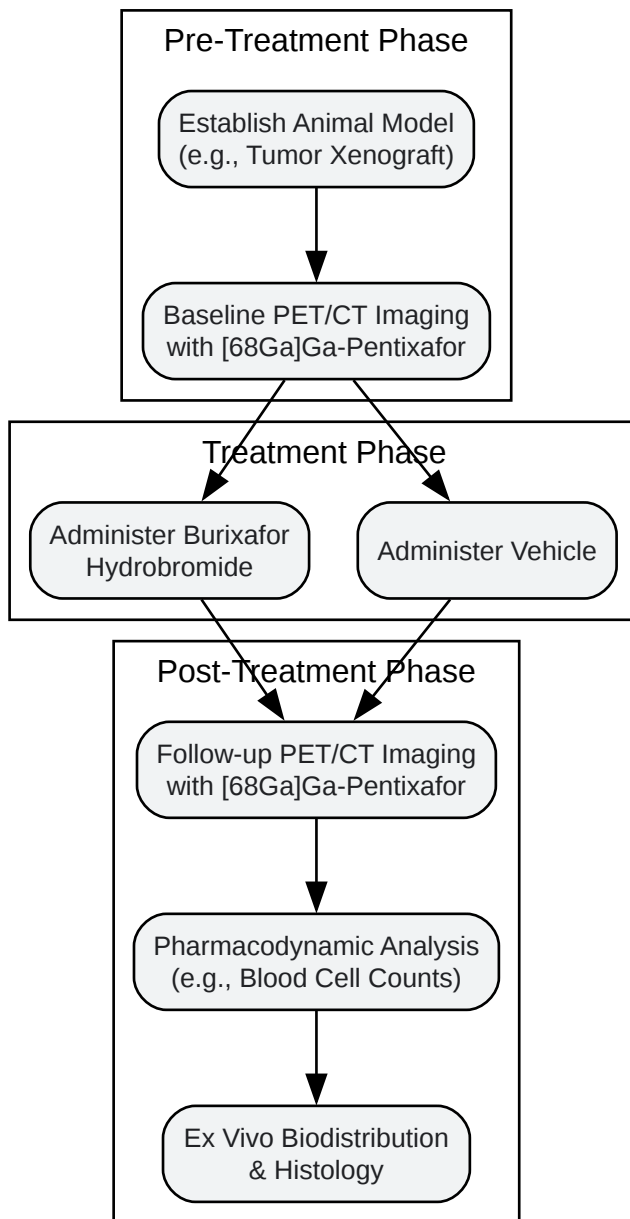 Pre-Treatment Phase
Establish Animal Model
(e.g., Tumor Xenograft)
Baseline PET/CT Imaging
with [68Ga]Ga-Pentixafor
Treatment Phase
Administer Burixafor
Hydrobromide
Administer Vehicle
Post-Treatment Phase
Follow-up PET/CT Imaging
with [68Ga]Ga-Pentixafor
Pharmacodynamic Analysis
(e.g., Blood Cell Counts)
Ex Vivo Biodistribution
& Histology